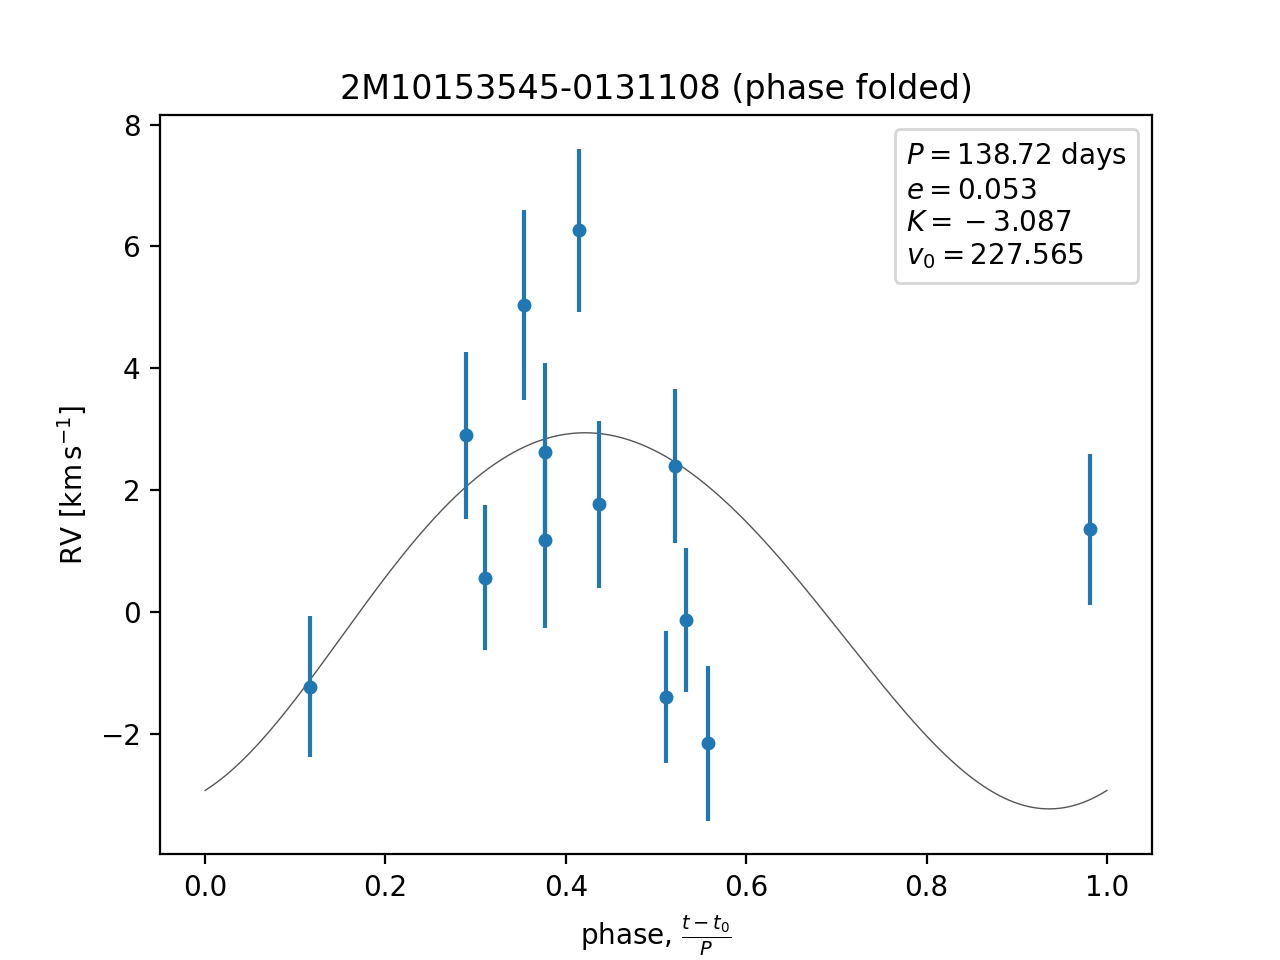 2M10153545-0131108 (phase folded)
P = 138.72 days
e = 0.053
K = −3.087
v₀ = 227.565
RV [km s⁻¹]
8
6
4
2
0
−2
0.0 0.2 0.4 0.6 0.8 1.0
phase, (t − t₀)/P